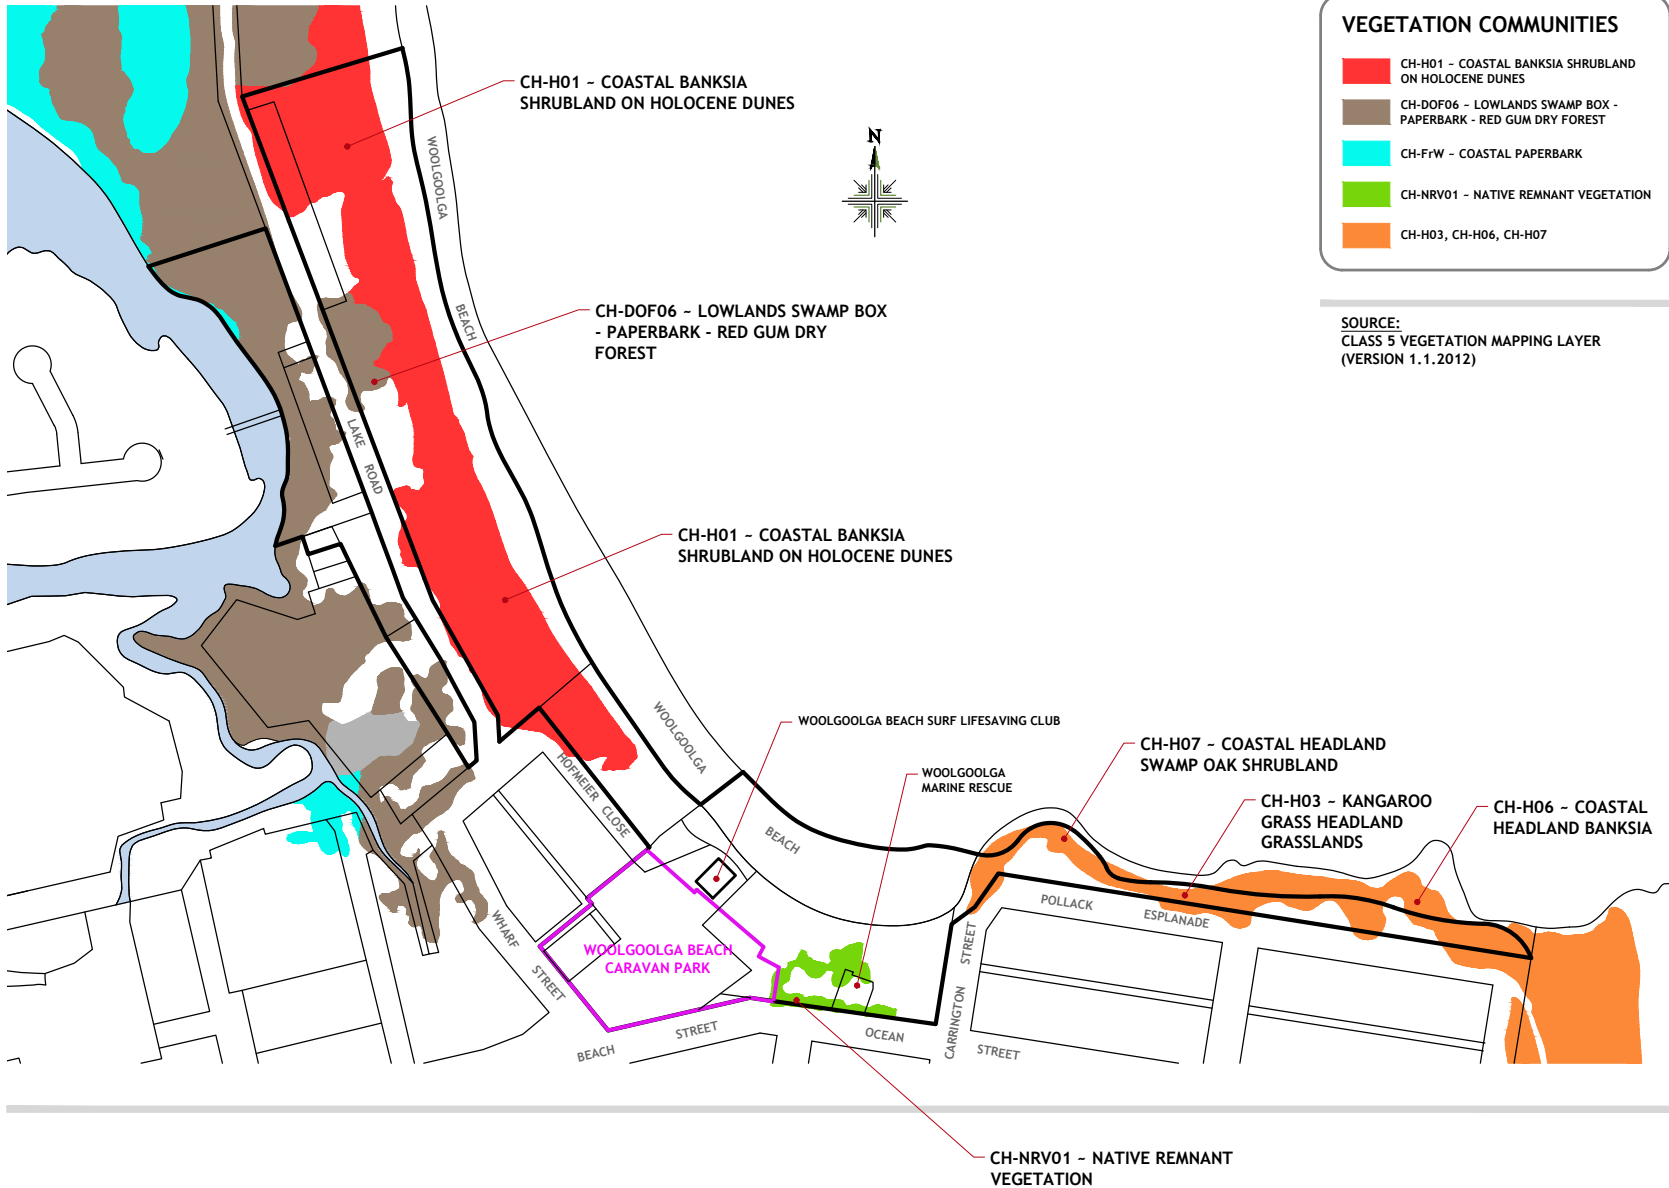 VEGETATION COMMUNITIES
CH-H01 ~ COASTAL BANKSIA SHRUBLAND
ON HOLOCENE DUNES
CH-DOF06 ~ LOWLANDS SWAMP BOX -
PAPERBARK - RED GUM DRY FOREST
CH-FrW ~ COASTAL PAPERBARK
CH-NRV01 ~ NATIVE REMNANT VEGETATION
CH-H03, CH-H06, CH-H07
SOURCE:
CLASS 5 VEGETATION MAPPING LAYER
(VERSION 1.1.2012)
CH-H01 ~ COASTAL BANKSIA
SHRUBLAND ON HOLOCENE DUNES
N
WOOLGOOLGA
BEACH
CH-DOF06 ~ LOWLANDS SWAMP BOX
- PAPERBARK - RED GUM DRY
FOREST
LAKE
ROAD
CH-H01 ~ COASTAL BANKSIA
SHRUBLAND ON HOLOCENE DUNES
WOOLGOOLGA
BEACH
WOOLGOOLGA BEACH SURF LIFESAVING CLUB
HOFMEIER CLOSE
WOOLGOOLGA
MARINE RESCUE
CH-H07 ~ COASTAL HEADLAND
SWAMP OAK SHRUBLAND
CH-H03 ~ KANGAROO
GRASS HEADLAND
GRASSLANDS
CH-H06 ~ COASTAL
HEADLAND BANKSIA
POLLACK
ESPLANADE
WHARF
STREET
WOOLGOOLGA BEACH
CARAVAN PARK
CARRINGTON
STREET
BEACH
STREET
OCEAN
STREET
CH-NRV01 ~ NATIVE REMNANT
VEGETATION